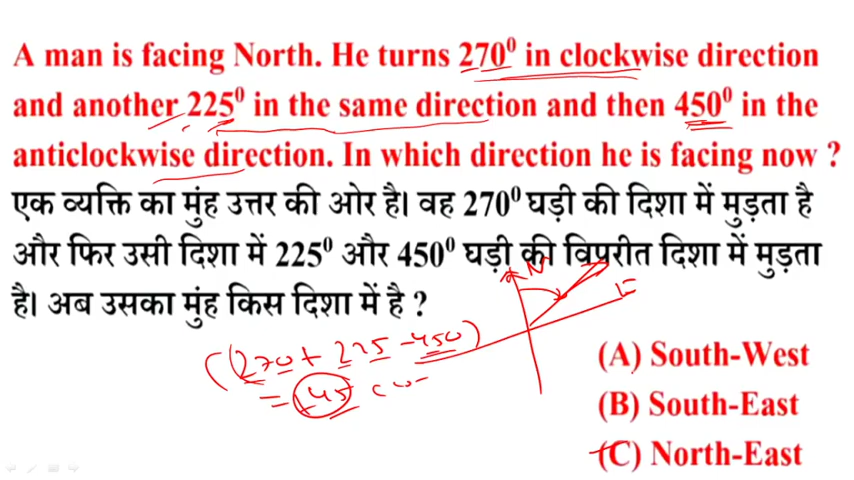 A man is facing North. He turns 270⁰ in clockwise direction
and another 225⁰ in the same direction and then 450⁰ in the
anticlockwise direction. In which direction he is facing now ?
एक व्यक्ति का मुंह उत्तर की ओर है। वह 270⁰ घड़ी की दिशा में मुड़ता है
और फिर उसी दिशा में 225⁰ और 450⁰ घड़ी की विपरीत दिशा में मुड़ता
है। अब उसका मुंह किस दिशा में है ?
N
E
(270 + 225 - 450)
= +45
(A) South-West
(B) South-East
(C) North-East